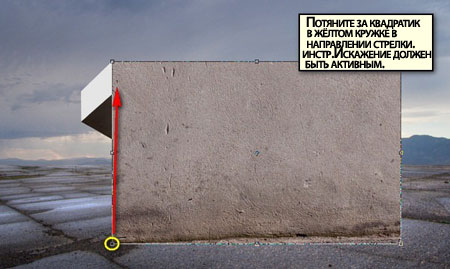 Потяните за квадратик
в жёлтом кружке в
направлении стрелки.
инстр.Искажение должен
быть активным.